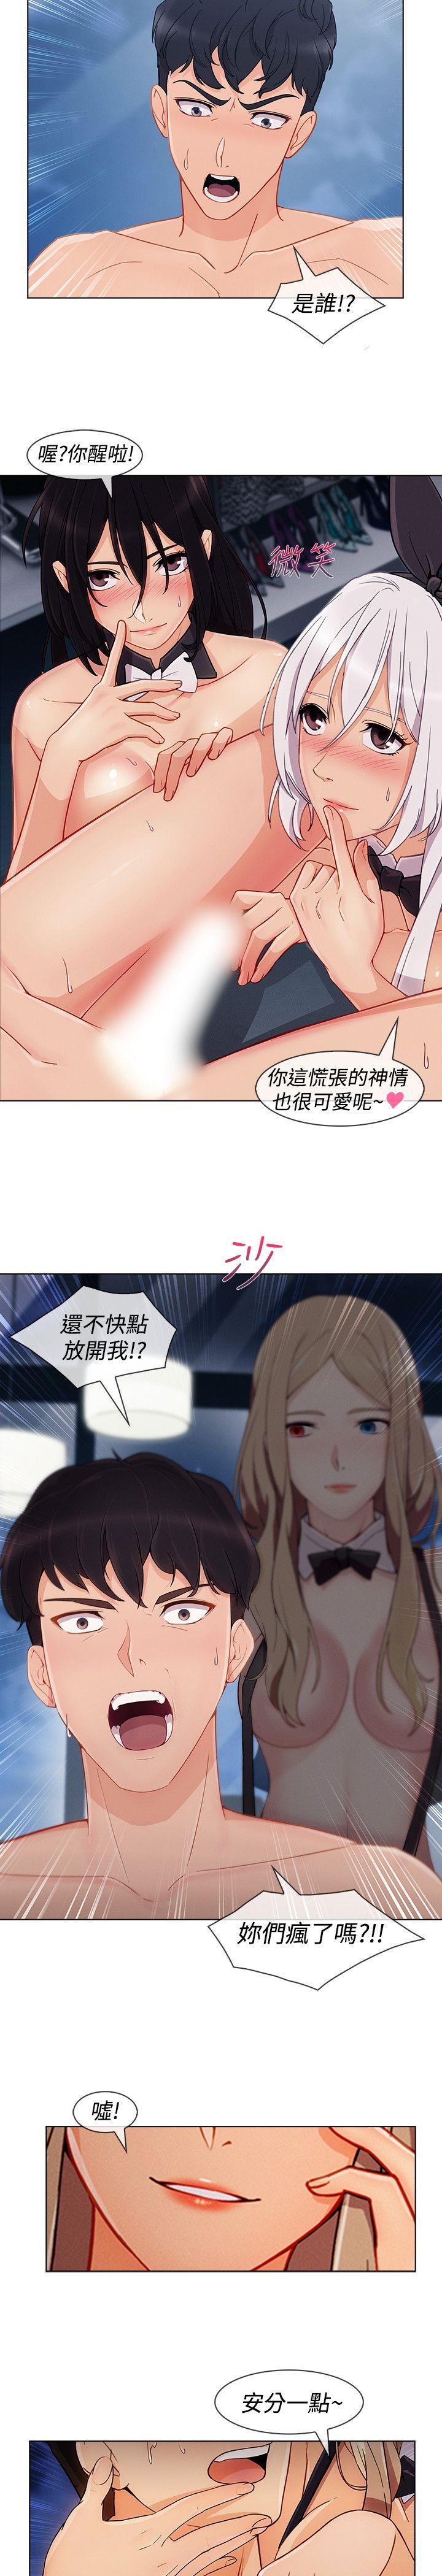 是誰!?
喔?你醒啦!
微笑
你這慌張的神情
也很可愛呢~♥
沙
還不快點
放開我!?
妳們瘋了嗎?!!
噓!
安分一點~